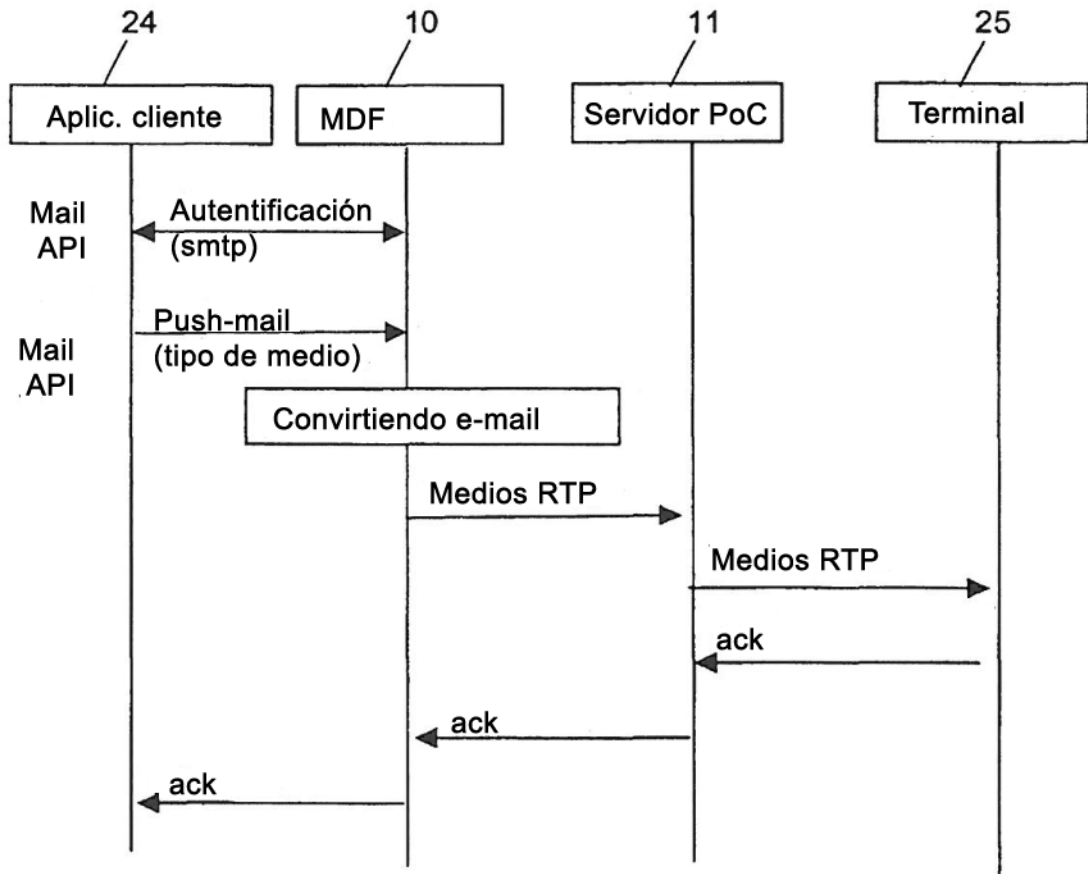 24
10
11
25
Aplic. cliente
MDF
Servidor PoC
Terminal
Mail
API
Autentificación
(smtp)
Mail
API
Push-mail
(tipo de medio)
Convirtiendo e-mail
Medios RTP
Medios RTP
ack
ack
ack